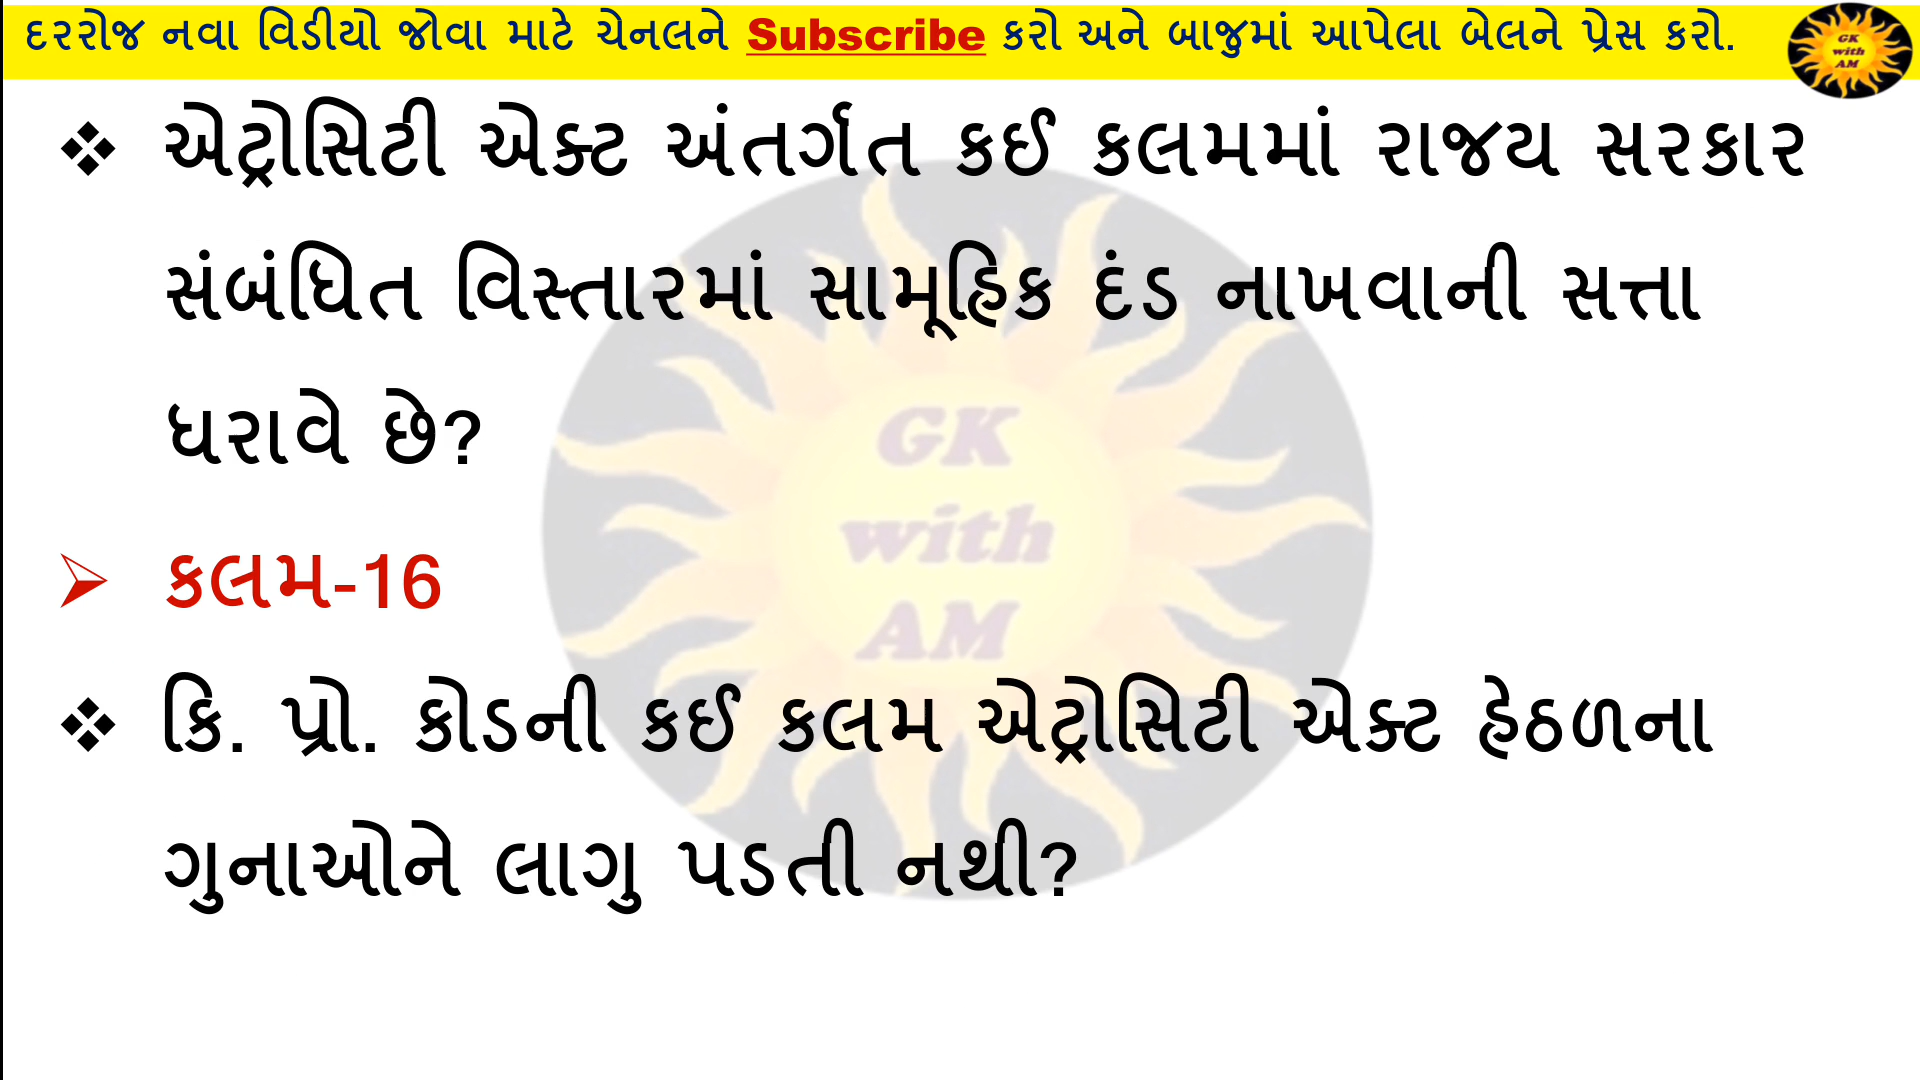 દરરોજ નવા વિડીયો જોવા માટે ચેનલને Subscribe કરો અને બાજુમાં આપેલા બેલને પ્રેસ કરો.
GK
with
AM
એટ્રોસિટી એક્ટ અંતર્ગત કઈ કલમમાં રાજય સરકાર
સંબંધિત વિસ્તારમાં સામૂહિક દંડ નાખવાની સત્તા
ધરાવે છે?
GK
with
AM
કલમ-16
કિ. પ્રો. કોડની કઈ કલમ એટ્રોસિટી એક્ટ હેઠળના
ગુનાઓને લાગુ પડતી નથી?